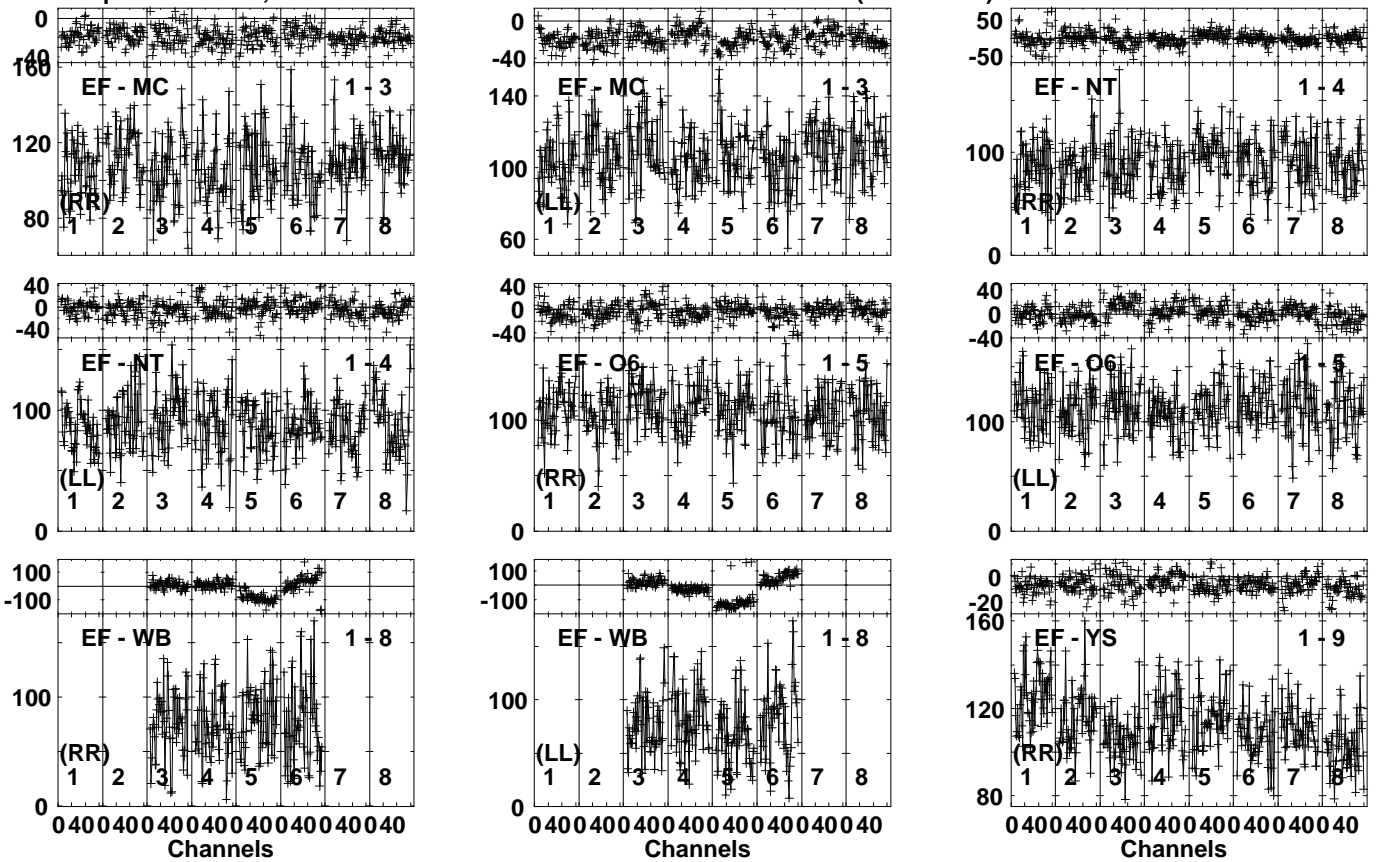 0 0 50
-40 -40 -50
160 EF - MC 1 - 3 EF - MC 1 - 3 EF - NT 1 - 4
140
120 100 100
80 (RR) (LL) (RR)
1 2 3 4 5 6 7 8 1 2 3 4 5 6 7 8 1 2 3 4 5 6 7 8
60 0
40 40 40
0 0 0
-40 -40 -40
EF - NT 1 - 4 EF - O6 1 - 5 EF - O6 1 - 5
100 100 100
(LL) (RR) (LL)
1 2 3 4 5 6 7 8 1 2 3 4 5 6 7 8 1 2 3 4 5 6 7 8
0 0 0
100 100 0
-100 -100 -20
EF - WB 1 - 8 EF - WB 1 - 8 160 EF - YS 1 - 9
100 100 120
(RR) (LL) (RR)
1 2 3 4 5 6 7 8 1 2 3 4 5 6 7 8 1 2 3 4 5 6 7 8
0 0 80
0 40 0 40 0 40 0 40 0 40 0 40 0 40 0 40 0 40 0 40 0 40 0 40 0 40 0 40 0 40 0 40 0 40 0 40 0 40 0 40 0 40 0 40 0 40 0 40
Channels Channels Channels